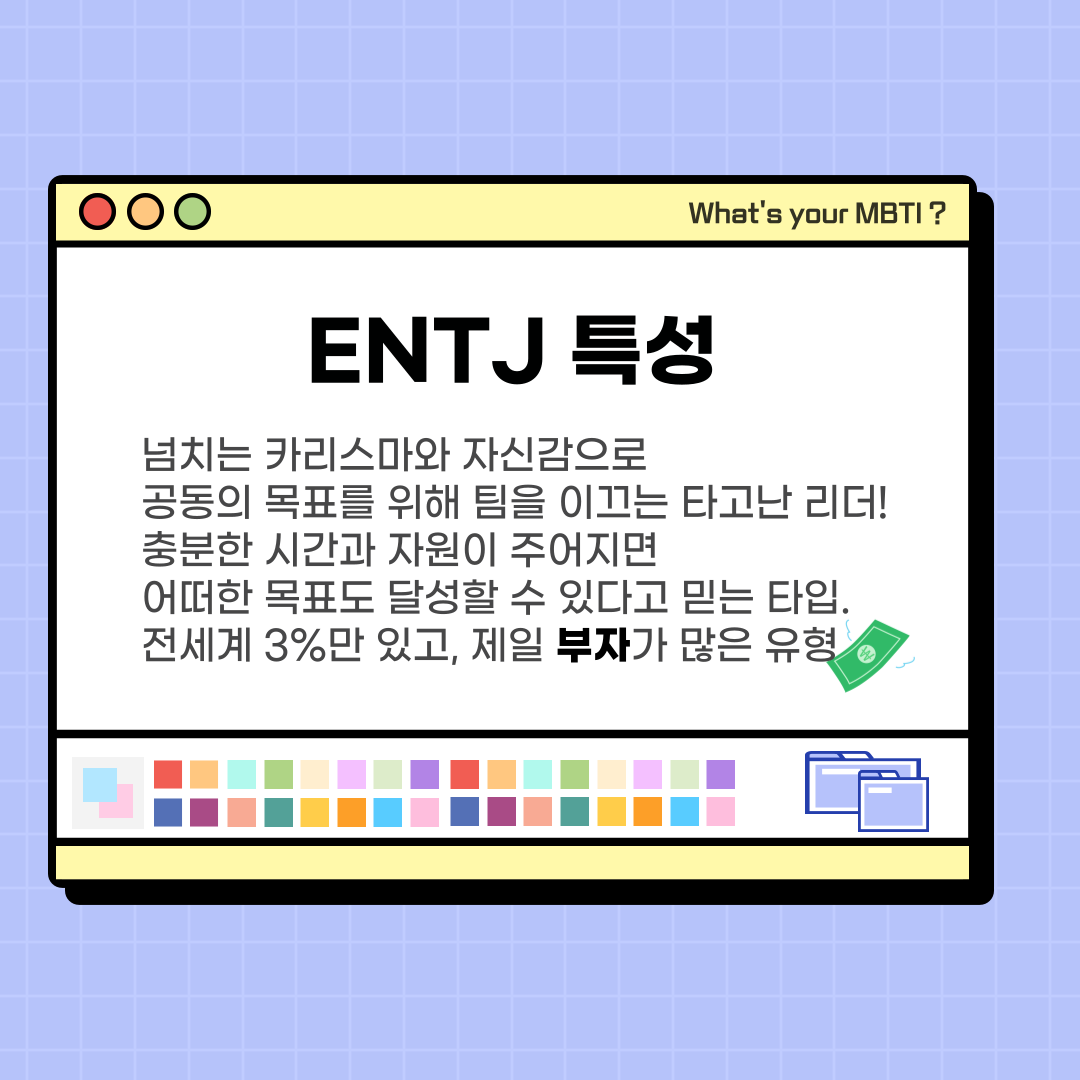 What's your MBTI ?
ENTJ 특성
넘치는 카리스마와 자신감으로
공동의 목표를 위해 팀을 이끄는 타고난 리더!
충분한 시간과 자원이 주어지면
어떠한 목표도 달성할 수 있다고 믿는 타입.
전세계 3%만 있고, 제일 부자가 많은 유형